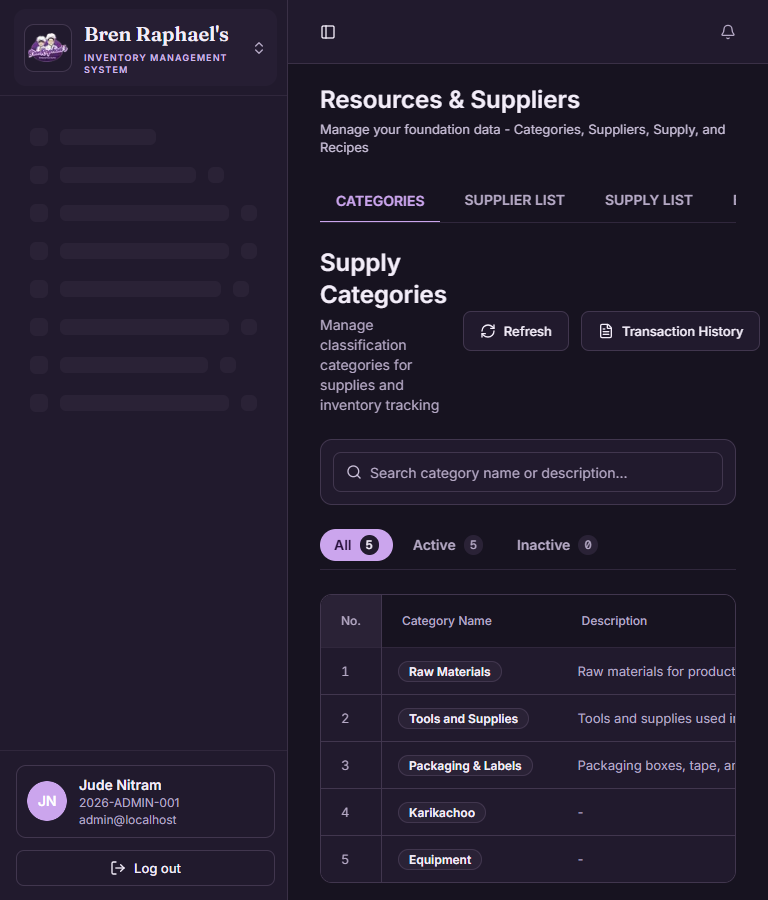 Bren Raphael's
INVENTORY MANAGEMENT
SYSTEM
Resources & Suppliers
Manage your foundation data - Categories, Suppliers, Supply, and
Recipes
CATEGORIES
SUPPLIER LIST
SUPPLY LIST
Supply
Categories
Manage
classification
categories for
supplies and
inventory tracking
Refresh
Transaction History
Search category name or description...
All 5
Active 5
Inactive 0
No. Category Name Description
1 Raw Materials Raw materials for product
2 Tools and Supplies Tools and supplies used
3 Packaging & Labels Packaging boxes, tape,
4 Karikachoo -
5 Equipment -
JN
Jude Nitram
2026-ADMIN-001
admin@localhost
Log out